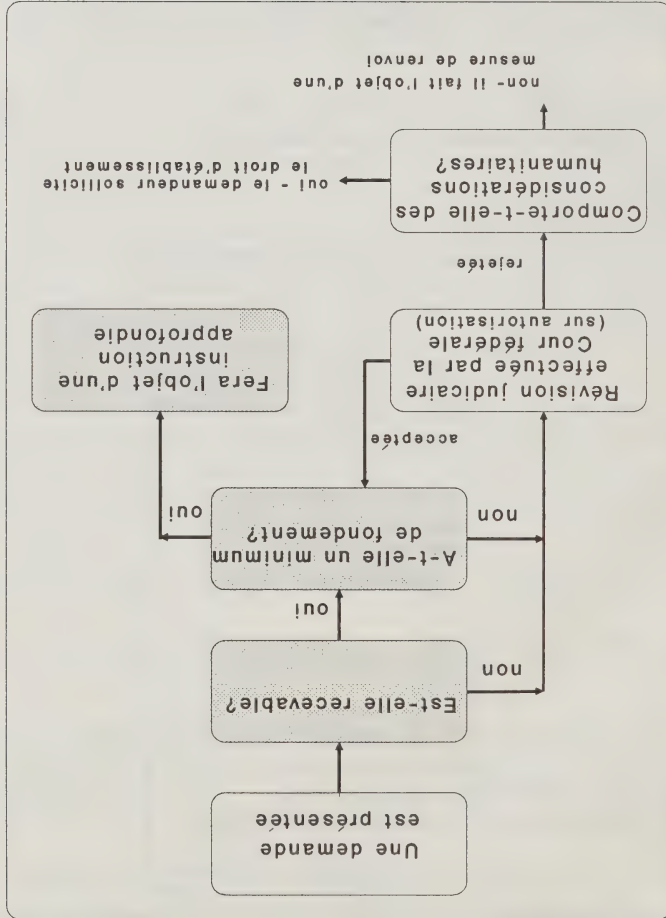 Une demande
est présentée
Est-elle recevable?
non
oui
A-t-elle un minimum
de fondement?
non
oui
acceptée
Révision judicaire
effectuée par la
Cour fédérale
(sur autorisation)
Fera l'objet d'une
instruction
approfondie
rejetée
Comporte-t-elle des
considérations
humanitaires?
oui - le demandeur sollicite
le droit d'établissement
non- il fait l'objet d'une
mesure de renvoi